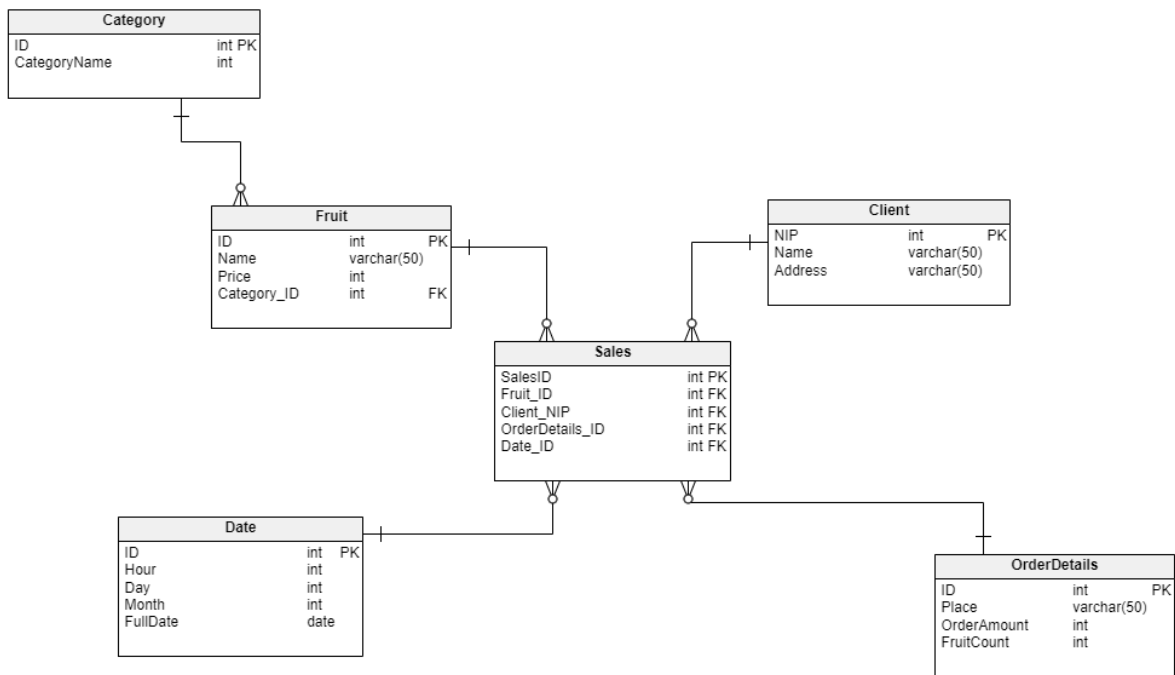 Category
ID int PK
CategoryName int
Fruit
ID int PK
Name varchar(50)
Price int
Category_ID int FK
Client
NIP int PK
Name varchar(50)
Address varchar(50)
Sales
SalesID int PK
Fruit_ID int FK
Client_NIP int FK
OrderDetails_ID int FK
Date_ID int FK
Date
ID int PK
Hour int
Day int
Month int
FullDate date
OrderDetails
ID int PK
Place varchar(50)
OrderAmount int
FruitCount int